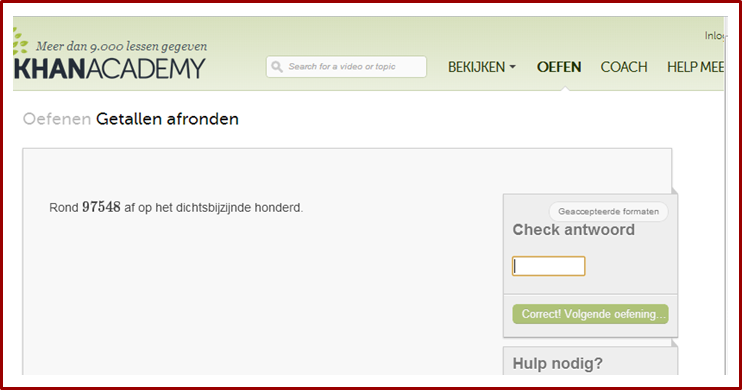 Meer dan 9.000 lessen gegeven
KHANACADEMY
Search for a video or topic
BEKIJKEN
OEFEN
COACH
HELP MEE
Oefenen Getallen afronden
Rond 97548 af op het dichtsbijzijnde honderd.
Geaccepteerde formaten
Check antwoord
Correct! Volgende oefening...
Hulp nodig?